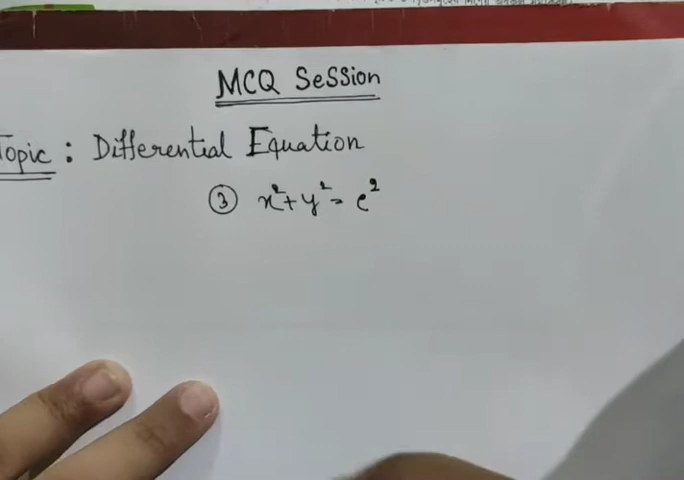 MCQ Session
Topic : Differential Equation
③ x² + y² = c²